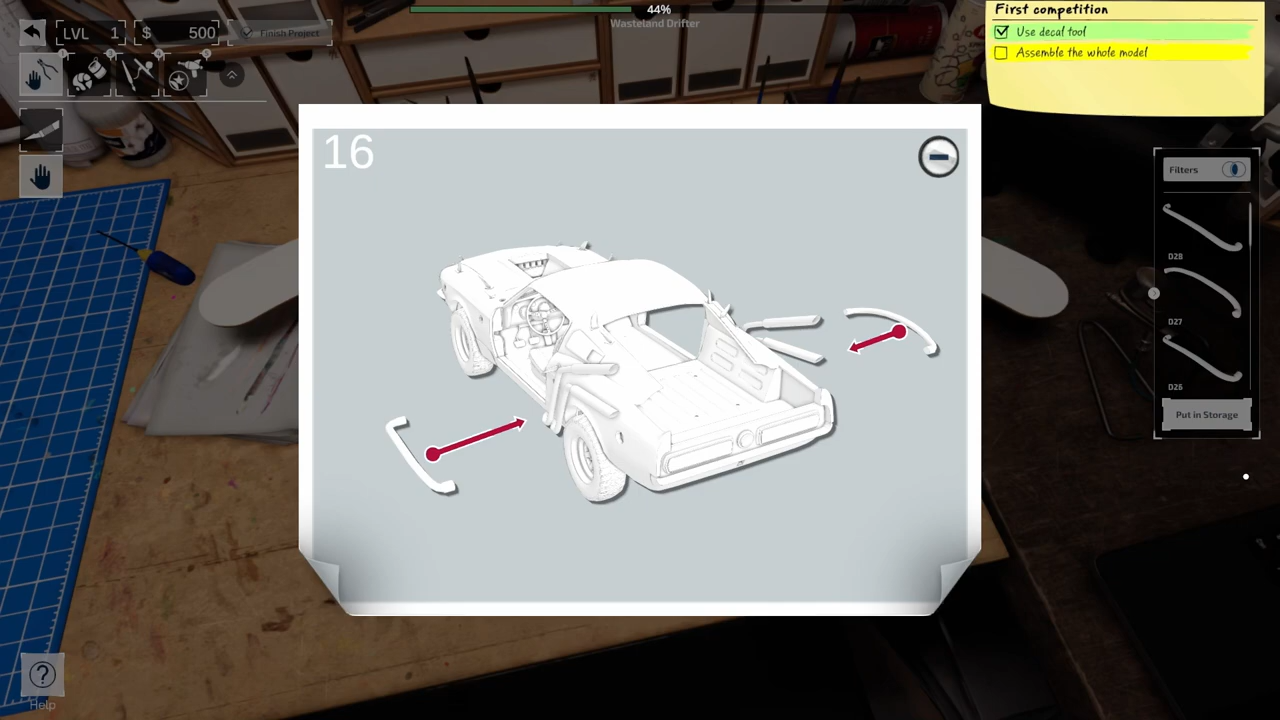 44%
Wasteland Drifter
LVL 1
$ 500
Finish Project
First competition
Use decal tool
Assemble the whole model
16
Filters
D28
D27
D26
Put in Storage
?
Help